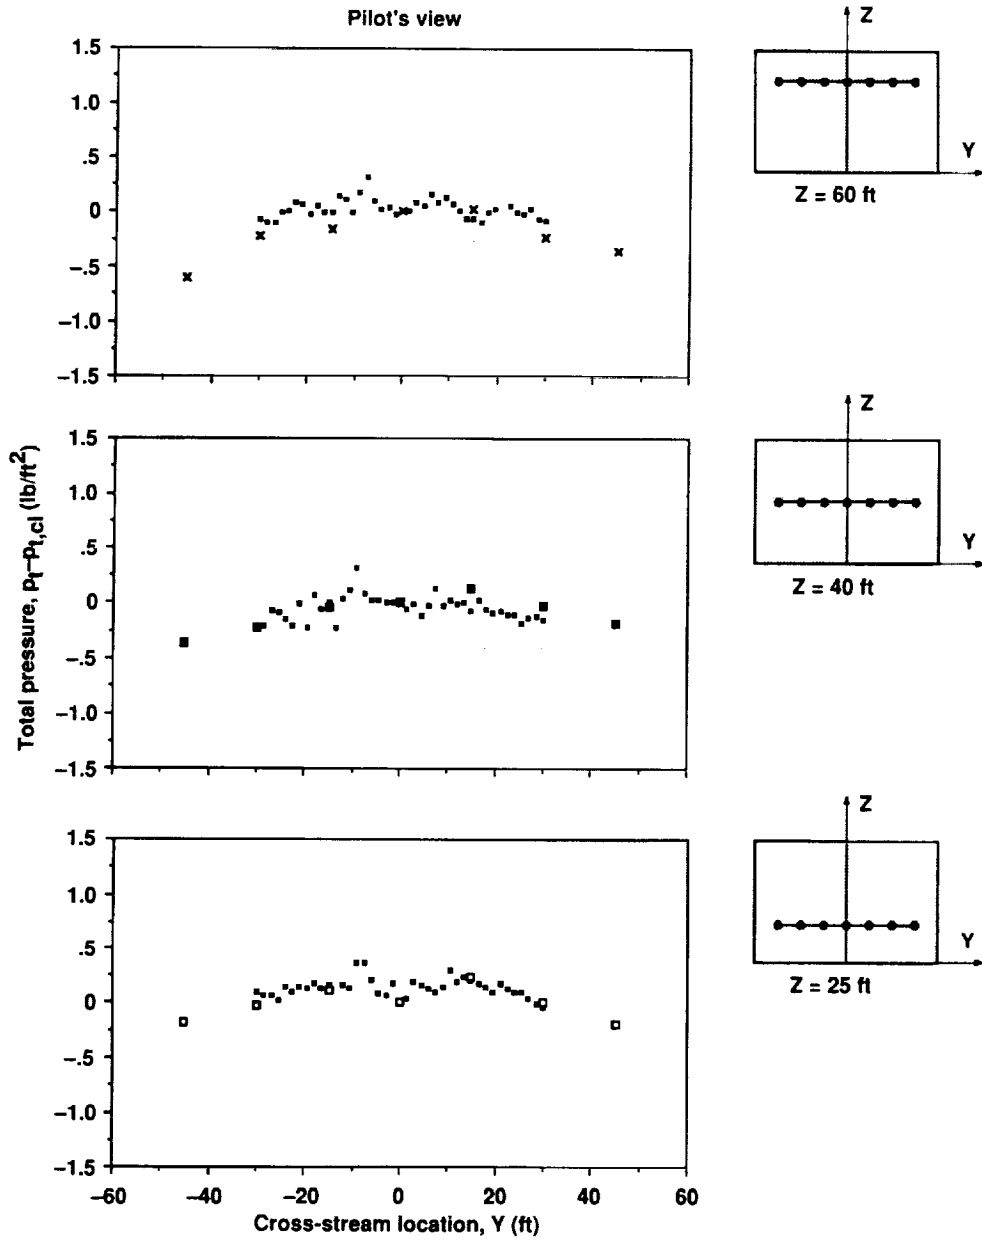 Pilot's view
1.5
1.0
.5
0
–.5
–1.0
–1.5
Z
Y
Z = 60 ft
Total pressure, pt–pt,cl (lb/ft2)
1.5
1.0
.5
0
–.5
–1.0
–1.5
Z
Y
Z = 40 ft
1.5
1.0
.5
0
–.5
–1.0
–1.5
–60 –40 –20 0 20 40 60
Cross-stream location, Y (ft)
Z
Y
Z = 25 ft